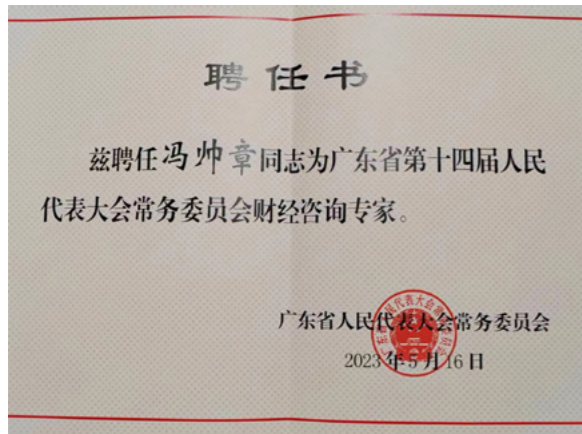 聘任书
兹聘任冯帅章同志为广东省第十四届人民
代表大会常务委员会财经咨询专家。
广东省人民代表大会常务委员会
2023年5月16日